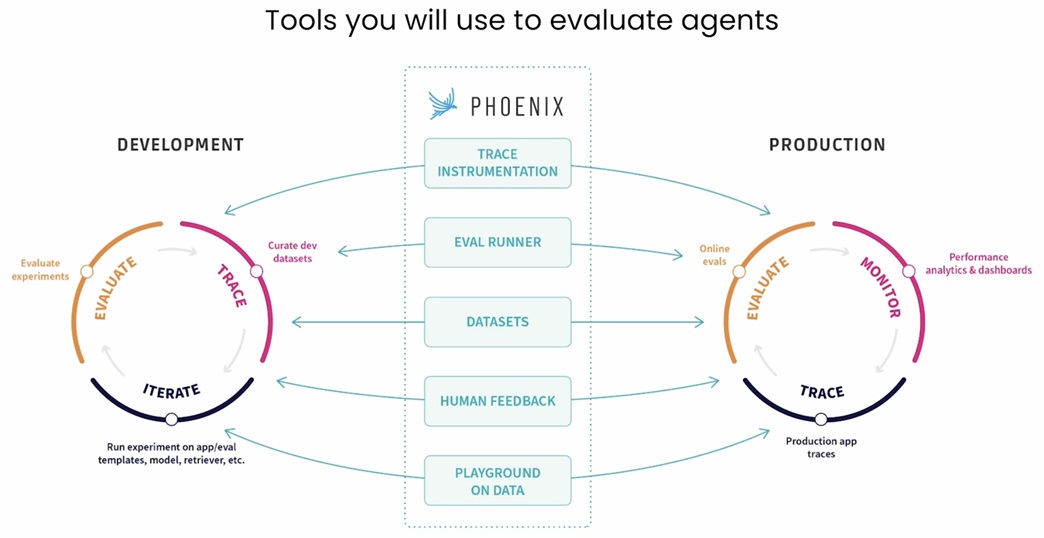 Tools you will use to evaluate agents
PHOENIX
DEVELOPMENT
PRODUCTION
TRACE
INSTRUMENTATION
EVAL RUNNER
DATASETS
HUMAN FEEDBACK
PLAYGROUND
ON DATA
Evaluate
experiments
EVALUATE
TRACE
Curate dev
datasets
ITERATE
Run experiment on app/eval
templates, model, retriever, etc.
Online
evals
EVALUATE
MONITOR
Performance
analytics & dashboards
TRACE
Production app
traces